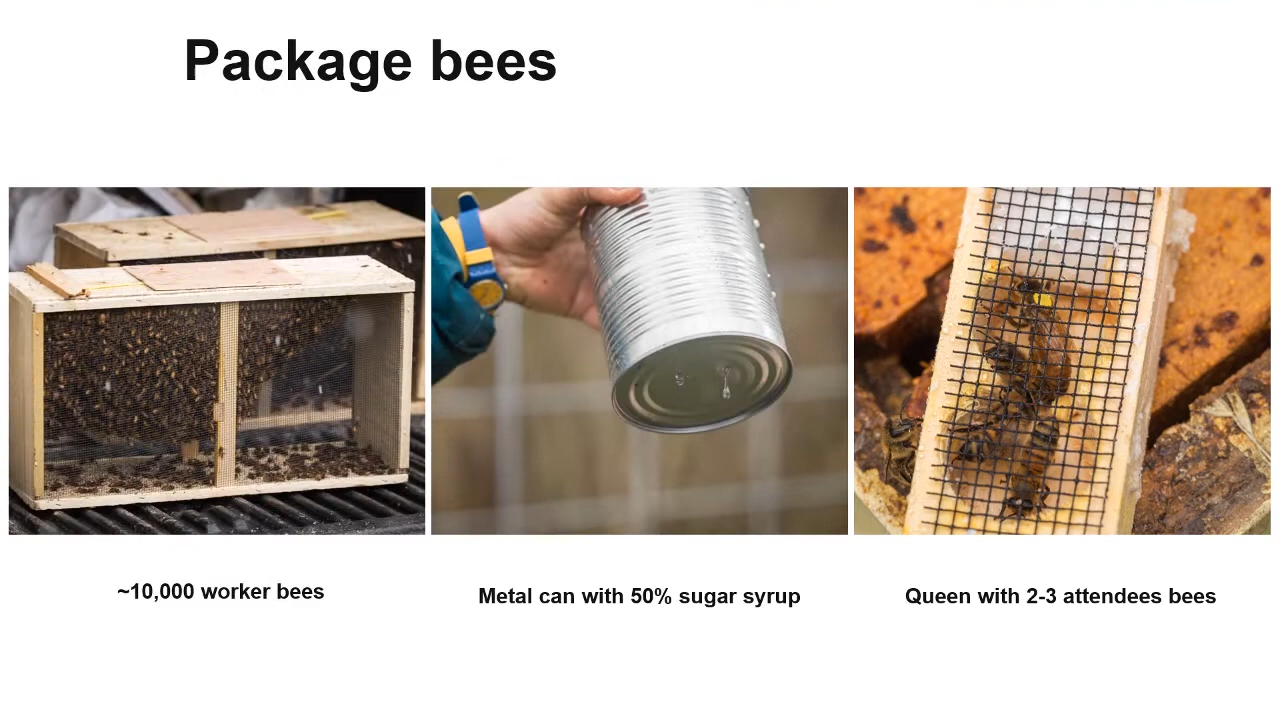 Package bees
~10,000 worker bees
Metal can with 50% sugar syrup
Queen with 2-3 attendees bees